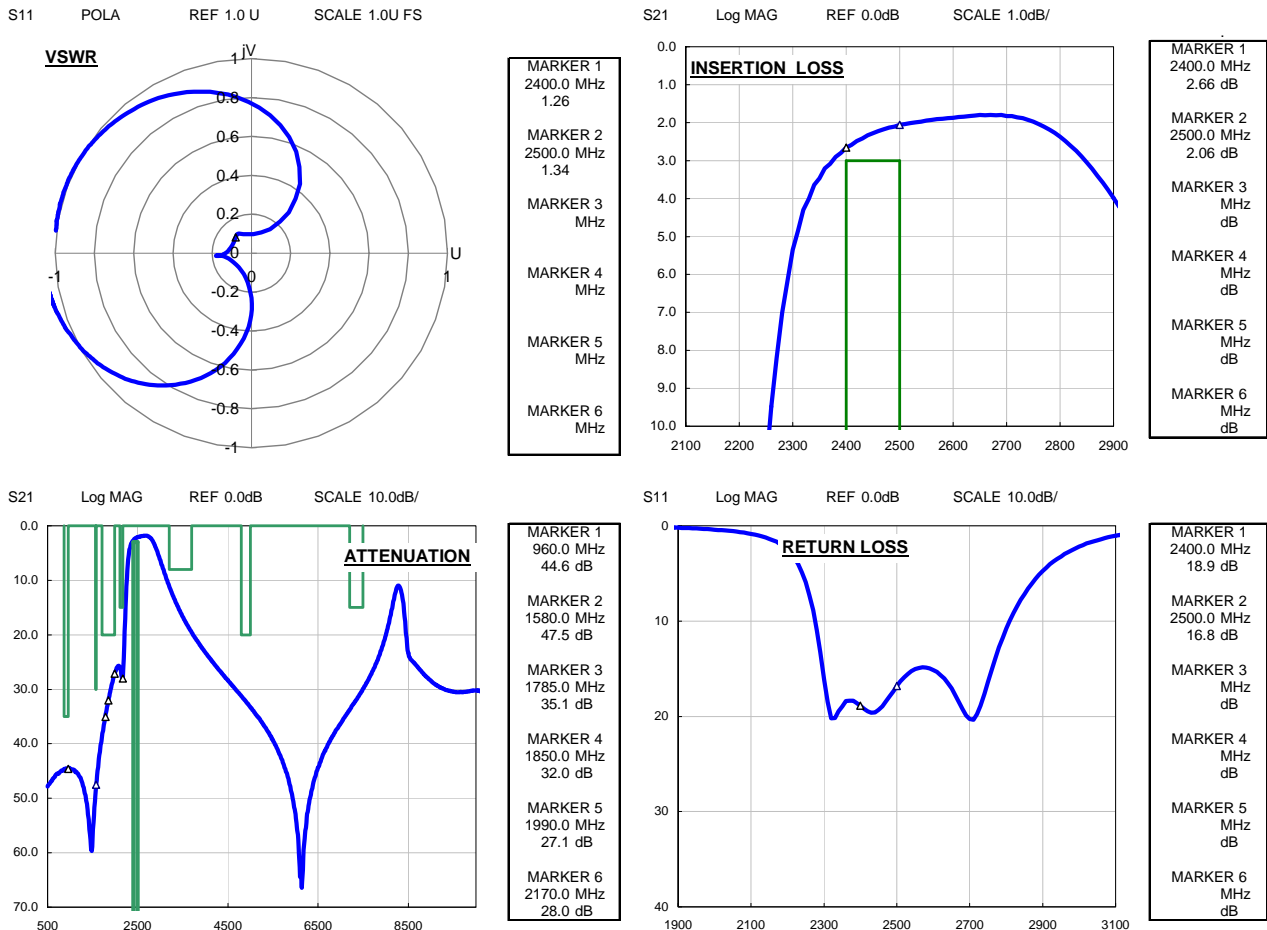 S11 POLA REF 1.0 U SCALE 1.0U FS
VSWR
jV
1
0.8
0.6
0.4
0.2
0
-0.2
-0.4
-0.6
-0.8
-1
-1
0
1
U
MARKER 1
2400.0 MHz
1.26
MARKER 2
2500.0 MHz
1.34
MARKER 3
MHz
MARKER 4
MHz
MARKER 5
MHz
MARKER 6
MHz
S21 Log MAG REF 0.0dB SCALE 1.0dB/
INSERTION LOSS
0.0
1.0
2.0
3.0
4.0
5.0
6.0
7.0
8.0
9.0
10.0
2100 2200 2300 2400 2500 2600 2700 2800 2900
MARKER 1
2400.0 MHz
2.66 dB
MARKER 2
2500.0 MHz
2.06 dB
MARKER 3
MHz
dB
MARKER 4
MHz
dB
MARKER 5
MHz
dB
MARKER 6
MHz
dB
S21 Log MAG REF 0.0dB SCALE 10.0dB/
ATTENUATION
0.0
10.0
20.0
30.0
40.0
50.0
60.0
70.0
500 2500 4500 6500 8500
MARKER 1
960.0 MHz
44.6 dB
MARKER 2
1580.0 MHz
47.5 dB
MARKER 3
1785.0 MHz
35.1 dB
MARKER 4
1850.0 MHz
32.0 dB
MARKER 5
1990.0 MHz
27.1 dB
MARKER 6
2170.0 MHz
28.0 dB
S11 Log MAG REF 0.0dB SCALE 10.0dB/
RETURN LOSS
0
10
20
30
40
1900 2100 2300 2500 2700 2900 3100
MARKER 1
2400.0 MHz
18.9 dB
MARKER 2
2500.0 MHz
16.8 dB
MARKER 3
MHz
dB
MARKER 4
MHz
dB
MARKER 5
MHz
dB
MARKER 6
MHz
dB